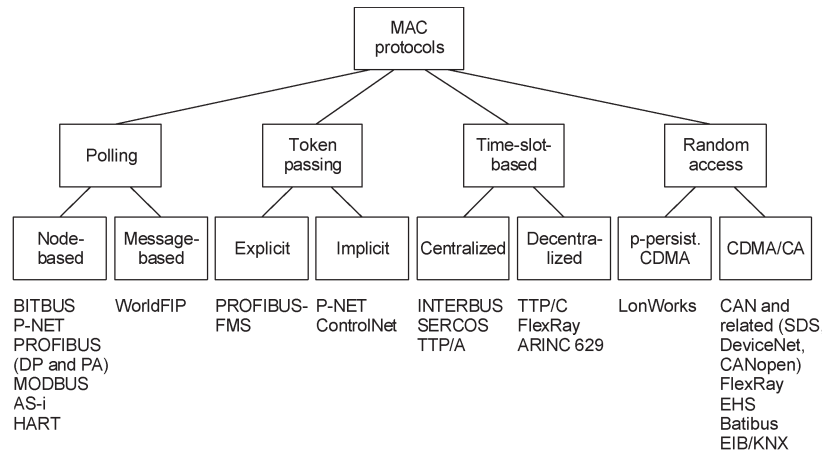 MAC
protocols
Polling
Token
passing
Time-slot-
based
Random
access
Node-
based
Message-
based
Explicit
Implicit
Centralized
Decentra-
lized
p-persist.
CDMA
CDMA/CA
BITBUS
P-NET
PROFIBUS
(DP and PA)
MODBUS
AS-i
HART
WorldFIP
PROFIBUS-
FMS
P-NET
ControlNet
INTERBUS
SERCOS
TTP/A
TTP/C
FlexRay
ARINC 629
LonWorks
CAN and
related (SDS
DeviceNet,
CANopen)
FlexRay
EHS
Batibus
EIB/KNX